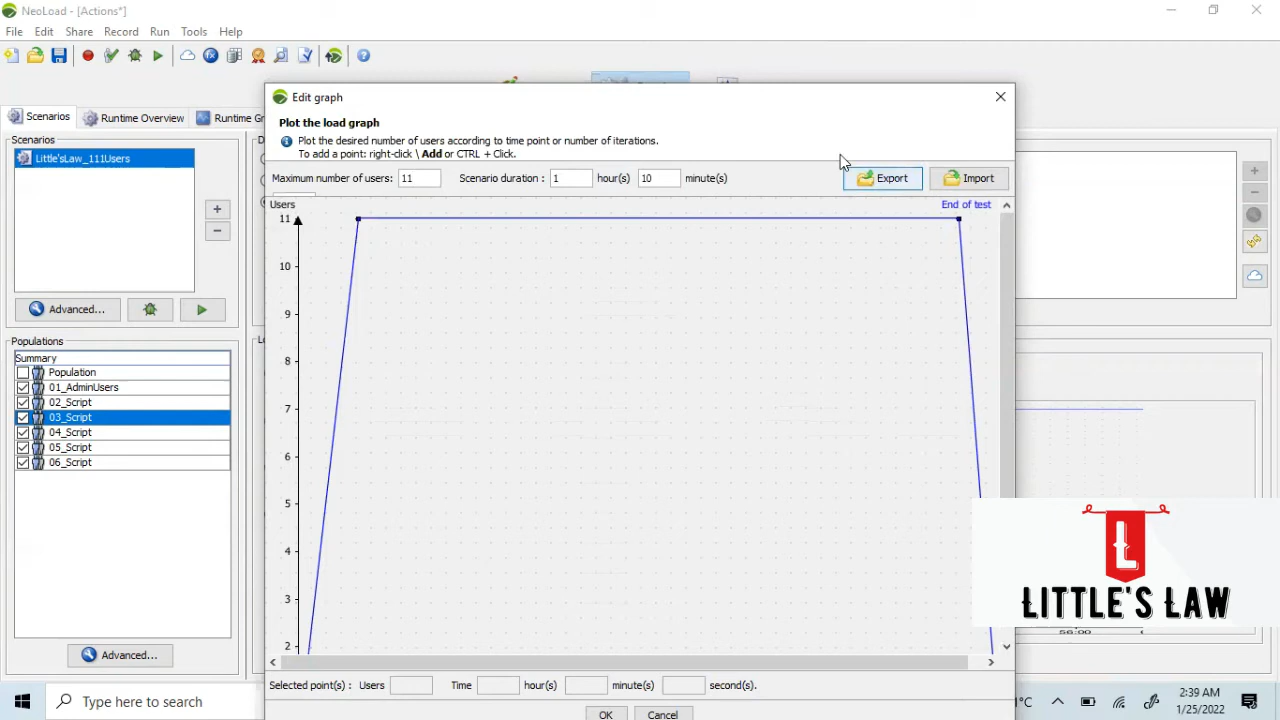 NeoLoad - [Actions*]
File Edit Share Record Run Tools Help
Scenarios Runtime Overview
Edit graph
Plot the load graph
Plot the desired number of users according to time point or number of iterations.
To add a point: right-click \ Add or CTRL + Click.
Maximum number of users: 11 Scenario duration : 1 hour(s) 10 minute(s)
Export Import
Scenarios
Little'sLaw_111Users
+
−
Advanced...
Populations
Summary
Population
01_AdminUsers
02_Script
03_Script
04_Script
05_Script
06_Script
Advanced...
Users End of test
11
10
9
8
7
6
5
4
3
2
Selected point(s) : Users Time hour(s) minute(s) second(s).
OK Cancel
LITTLE'S LAW
56:00
Type here to search
°C
2:39 AM
1/25/2022